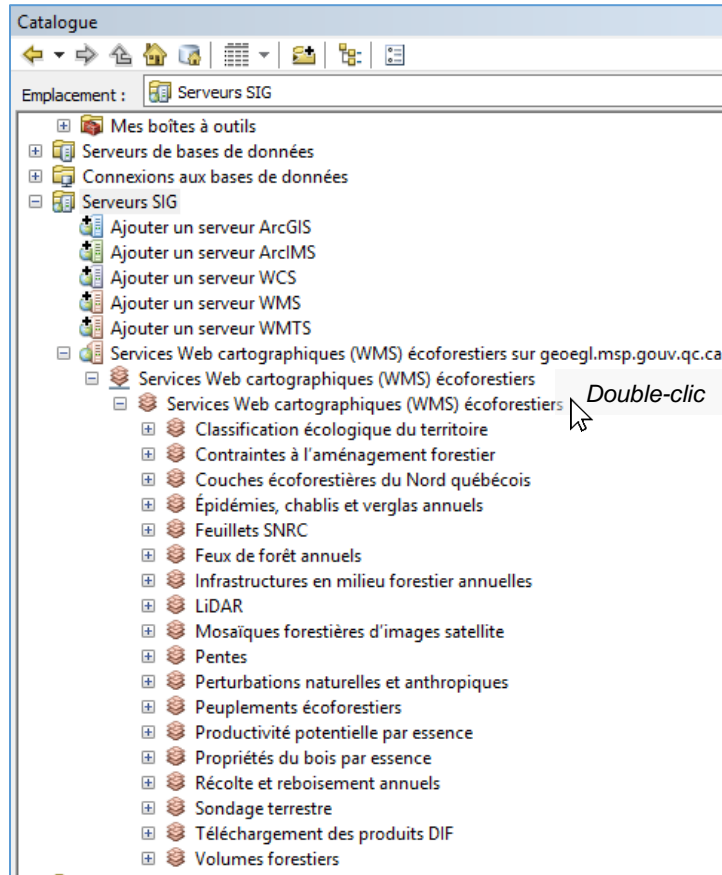 Catalogue
Emplacement : Serveurs SIG
Mes boîtes à outils
Serveurs de bases de données
Connexions aux bases de données
Serveurs SIG
Ajouter un serveur ArcGIS
Ajouter un serveur ArcIMS
Ajouter un serveur WCS
Ajouter un serveur WMS
Ajouter un serveur WMTS
Services Web cartographiques (WMS) écoforestiers sur geoegl.msp.gouv.qc.ca
Services Web cartographiques (WMS) écoforestiers
Double-clic
Services Web cartographiques (WMS) écoforestiers
Classification écologique du territoire
Contraintes à l'aménagement forestier
Couches écoforestières du Nord québécois
Épidémies, chablis et verglas annuels
Feuillets SNRC
Feux de forêt annuels
Infrastructures en milieu forestier annuelles
LiDAR
Mosaïques forestières d'images satellite
Pentes
Perturbations naturelles et anthropiques
Peuplements écoforestiers
Productivité potentielle par essence
Propriétés du bois par essence
Récolte et reboisement annuels
Sondage terrestre
Téléchargement des produits DIF
Volumes forestiers